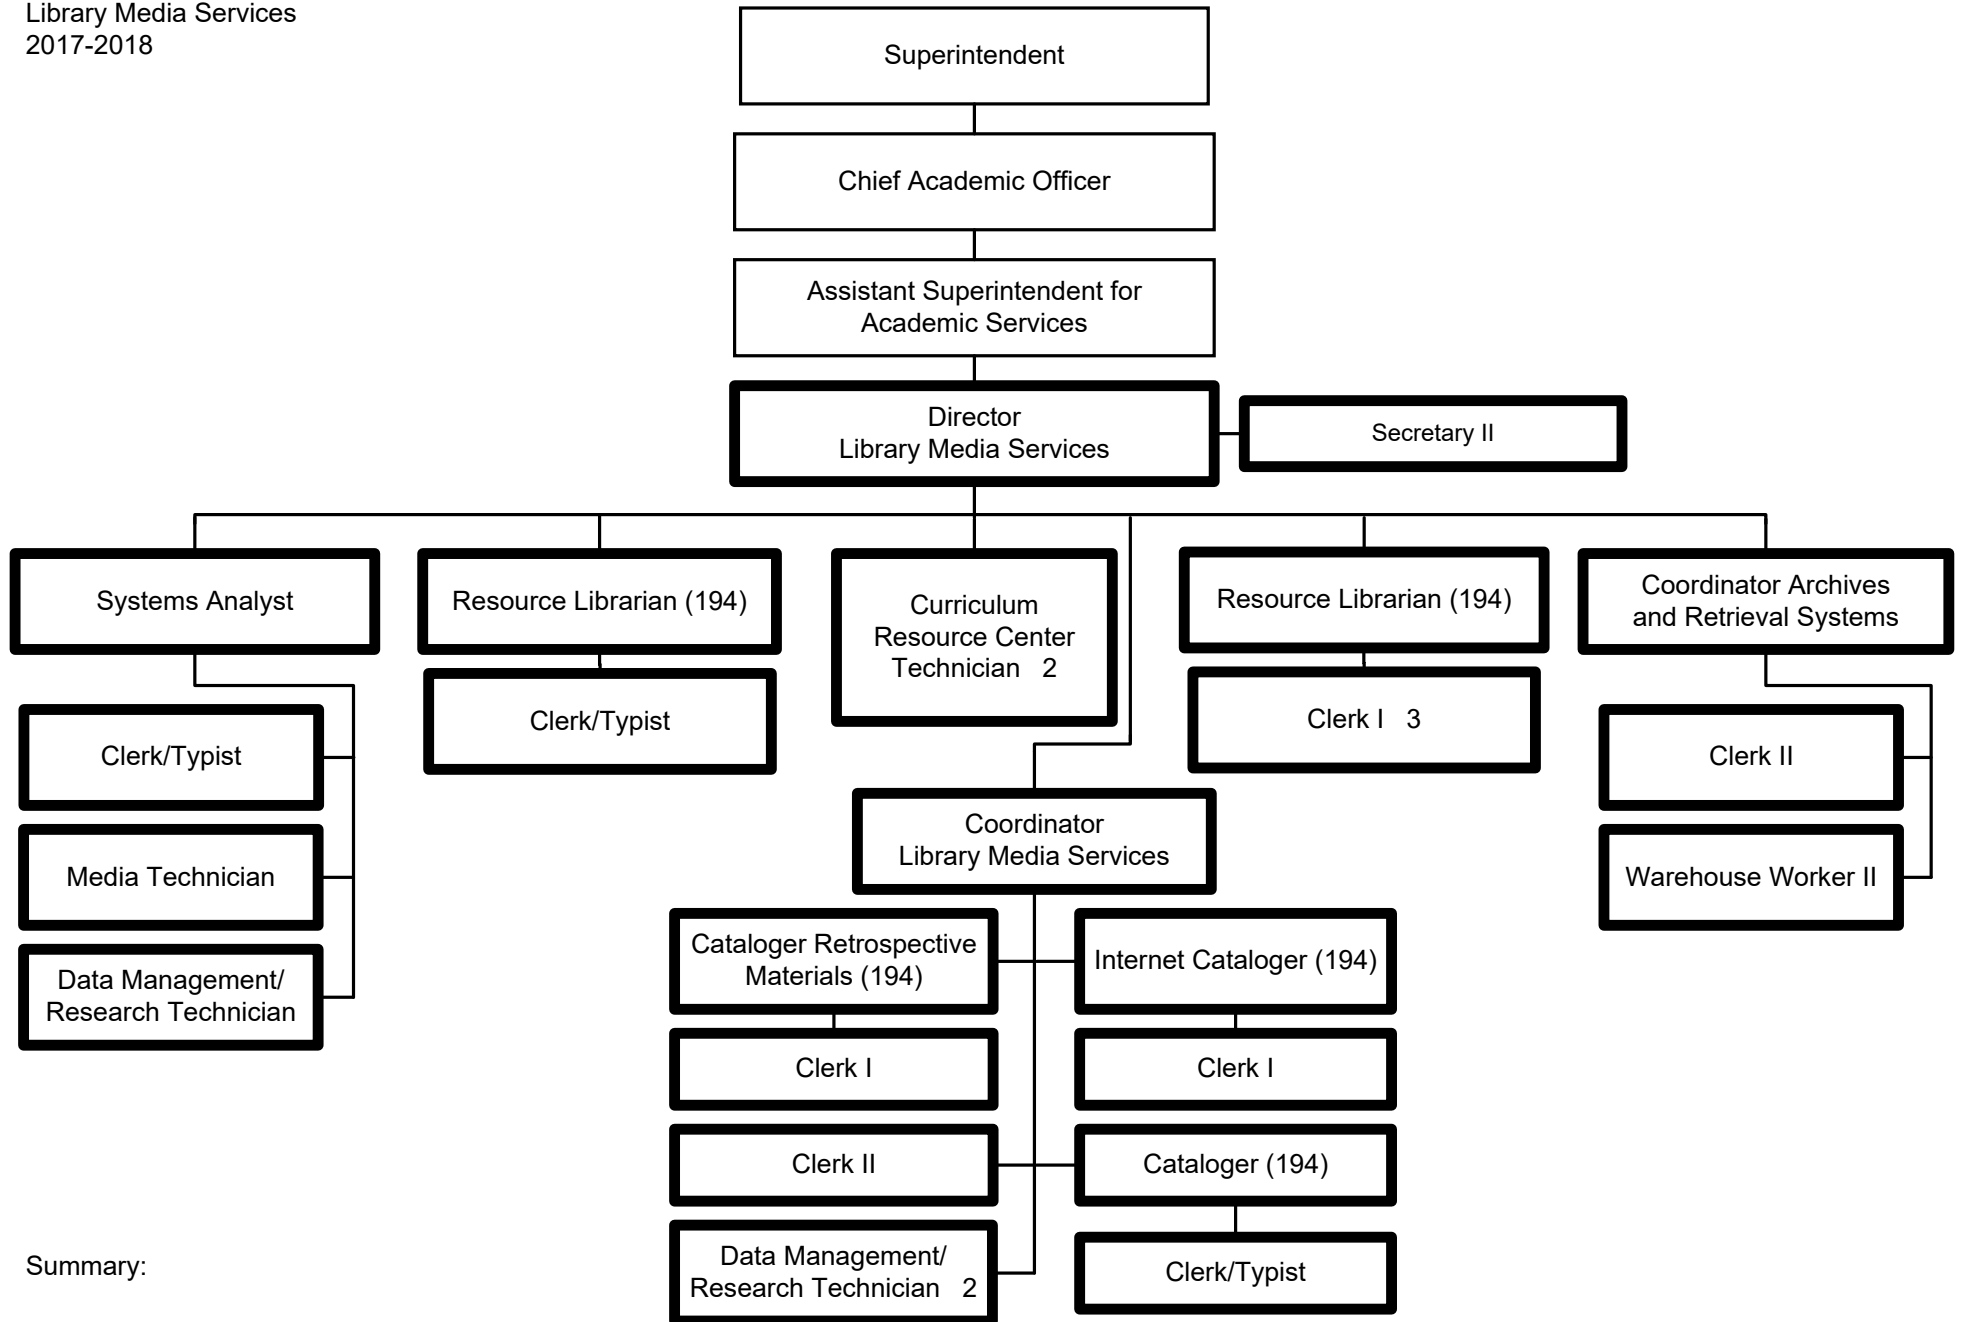 Library Media Services
2017-2018
Superintendent
Chief Academic Officer
Assistant Superintendent for
Academic Services
Director
Library Media Services
Secretary II
Systems Analyst
Resource Librarian (194)
Curriculum
Resource Center
Technician 2
Resource Librarian (194)
Coordinator Archives
and Retrieval Systems
Clerk/Typist
Clerk/Typist
Clerk I 3
Clerk II
Media Technician
Coordinator
Library Media Services
Warehouse Worker II
Data Management/
Research Technician
Cataloger Retrospective
Materials (194)
Internet Cataloger (194)
Clerk I
Clerk I
Clerk II
Cataloger (194)
Data Management/
Research Technician 2
Clerk/Typist
Summary: